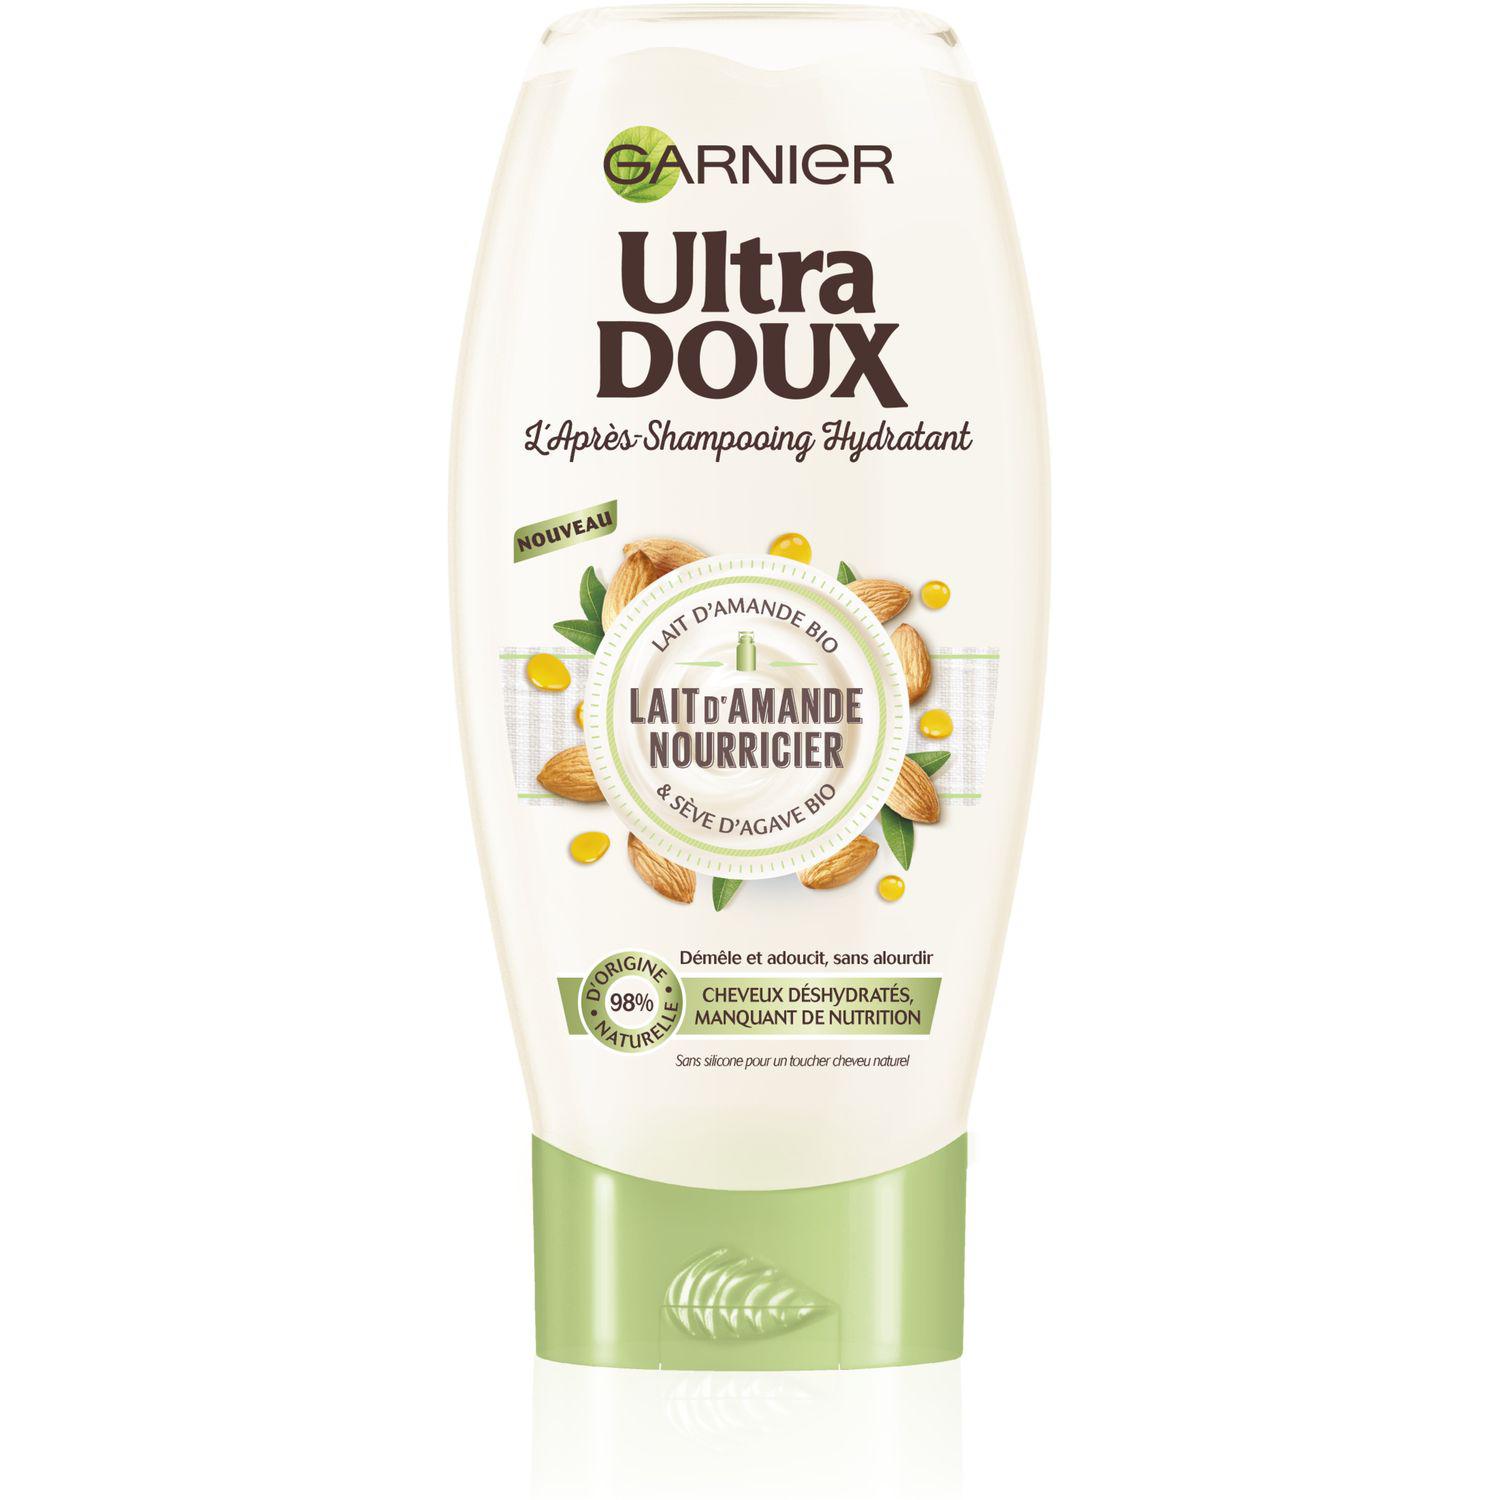 GARNIER
Ultra
DOUX
L'Après-Shampooing Hydratant
NOUVEAU
LAIT D'AMANDE BIO
LAIT D'AMANDE
NOURRICIER
& SÈVE D'AGAVE BIO
Démêle et adoucit, sans alourdir
D'ORIGINE
98%
NATURELLE
CHEVEUX DÉSHYDRATÉS,
MANQUANT DE NUTRITION
Sans silicone pour un toucher cheveu naturel